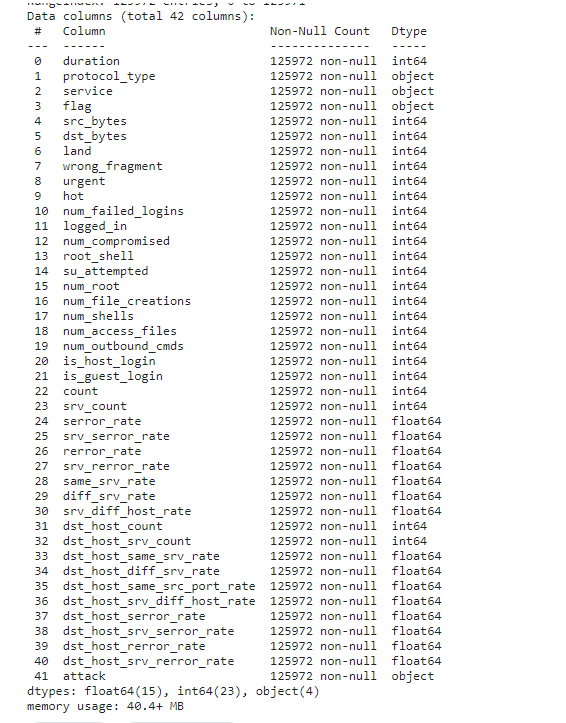 RangeIndex: 125972 entries, 0 to 125971
Data columns (total 42 columns):
 #   Column                       Non-Null Count   Dtype
---  ------                       --------------   -----
 0   duration                     125972 non-null  int64
 1   protocol_type                125972 non-null  object
 2   service                      125972 non-null  object
 3   flag                         125972 non-null  object
 4   src_bytes                    125972 non-null  int64
 5   dst_bytes                    125972 non-null  int64
 6   land                         125972 non-null  int64
 7   wrong_fragment               125972 non-null  int64
 8   urgent                       125972 non-null  int64
 9   hot                          125972 non-null  int64
 10  num_failed_logins            125972 non-null  int64
 11  logged_in                    125972 non-null  int64
 12  num_compromised              125972 non-null  int64
 13  root_shell                   125972 non-null  int64
 14  su_attempted                 125972 non-null  int64
 15  num_root                     125972 non-null  int64
 16  num_file_creations           125972 non-null  int64
 17  num_shells                   125972 non-null  int64
 18  num_access_files             125972 non-null  int64
 19  num_outbound_cmds            125972 non-null  int64
 20  is_host_login                125972 non-null  int64
 21  is_guest_login               125972 non-null  int64
 22  count                        125972 non-null  int64
 23  srv_count                    125972 non-null  int64
 24  serror_rate                  125972 non-null  float64
 25  srv_serror_rate              125972 non-null  float64
 26  rerror_rate                  125972 non-null  float64
 27  srv_rerror_rate              125972 non-null  float64
 28  same_srv_rate                125972 non-null  float64
 29  diff_srv_rate                125972 non-null  float64
 30  srv_diff_host_rate           125972 non-null  float64
 31  dst_host_count               125972 non-null  int64
 32  dst_host_srv_count           125972 non-null  int64
 33  dst_host_same_srv_rate       125972 non-null  float64
 34  dst_host_diff_srv_rate       125972 non-null  float64
 35  dst_host_same_src_port_rate  125972 non-null  float64
 36  dst_host_srv_diff_host_rate  125972 non-null  float64
 37  dst_host_serror_rate         125972 non-null  float64
 38  dst_host_srv_serror_rate     125972 non-null  float64
 39  dst_host_rerror_rate         125972 non-null  float64
 40  dst_host_srv_rerror_rate     125972 non-null  float64
 41  attack                       125972 non-null  object
dtypes: float64(15), int64(23), object(4)
memory usage: 40.4+ MB